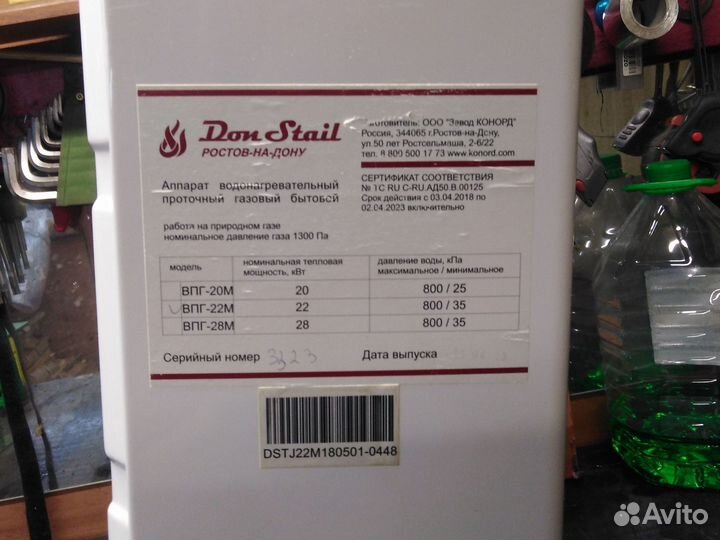 Don Stail
РОСТОВ-НА-ДОНУ
Изготовитель: ООО "Завод КОНОРД"
Россия, 344065 г.Ростов-на-Дону,
ул.50 лет Ростсельмаша, 2-6/22
тел. 8 800 500 17 73 www.konord.com
СЕРТИФИКАТ СООТВЕТСТВИЯ
№ TC RU C-RU.АД50.В.00125
Срок действия с 03.04.2018 по
02.04.2023 включительно
Аппарат водонагревательный
проточный газовый бытовой
работа на природном газе
номинальное давление газа 1300 Па
модель номинальная тепловая мощность, кВт давление воды, кПа максимальное / минимальное
ВПГ-20М 20 800 / 25
ВПГ-22М 22 800 / 35
ВПГ-28М 28 800 / 35
Серийный номер 3323 Дата выпуска
DSTJ22M180501-0448
Avito